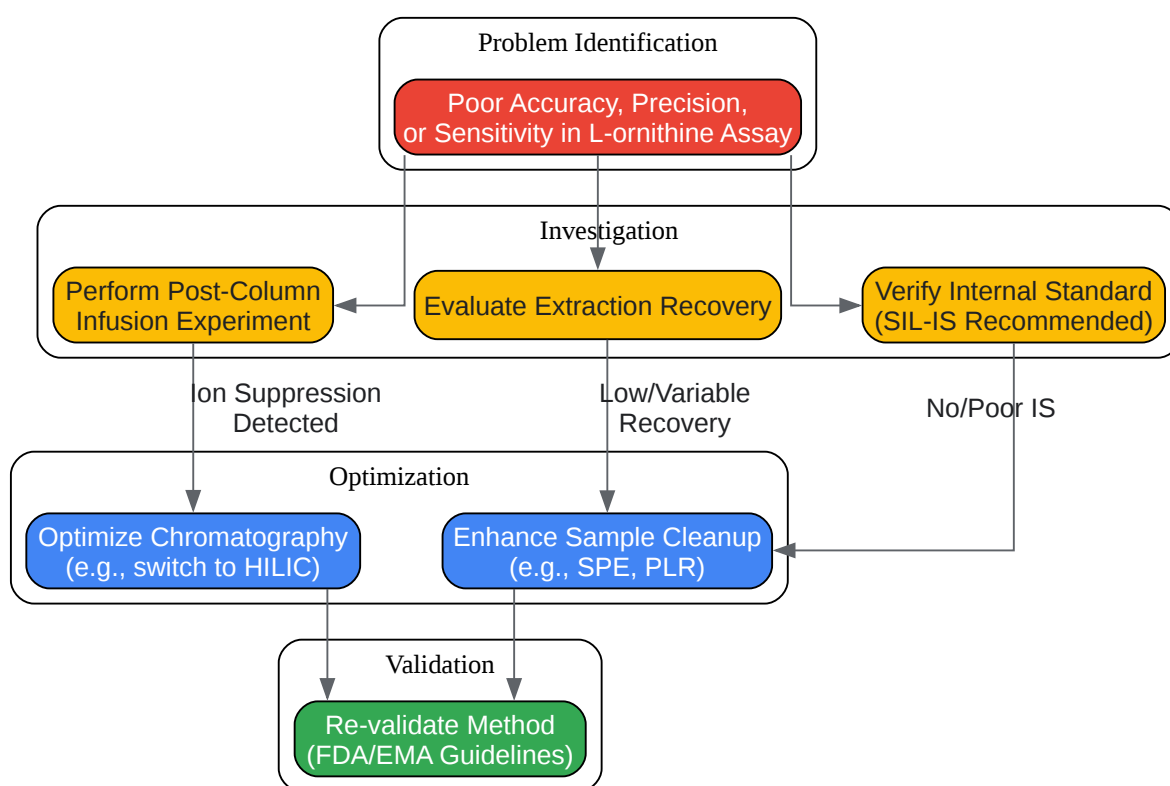 Problem Identification
Poor Accuracy, Precision,
or Sensitivity in L-ornithine Assay
Investigation
Perform Post-Column
Infusion Experiment
Evaluate Extraction Recovery
Verify Internal Standard
(SIL-IS Recommended)
Ion Suppression
Detected
Low/Variable
Recovery
No/Poor IS
Optimization
Optimize Chromatography
(e.g., switch to HILIC)
Enhance Sample Cleanup
(e.g., SPE, PLR)
Validation
Re-validate Method
(FDA/EMA Guidelines)